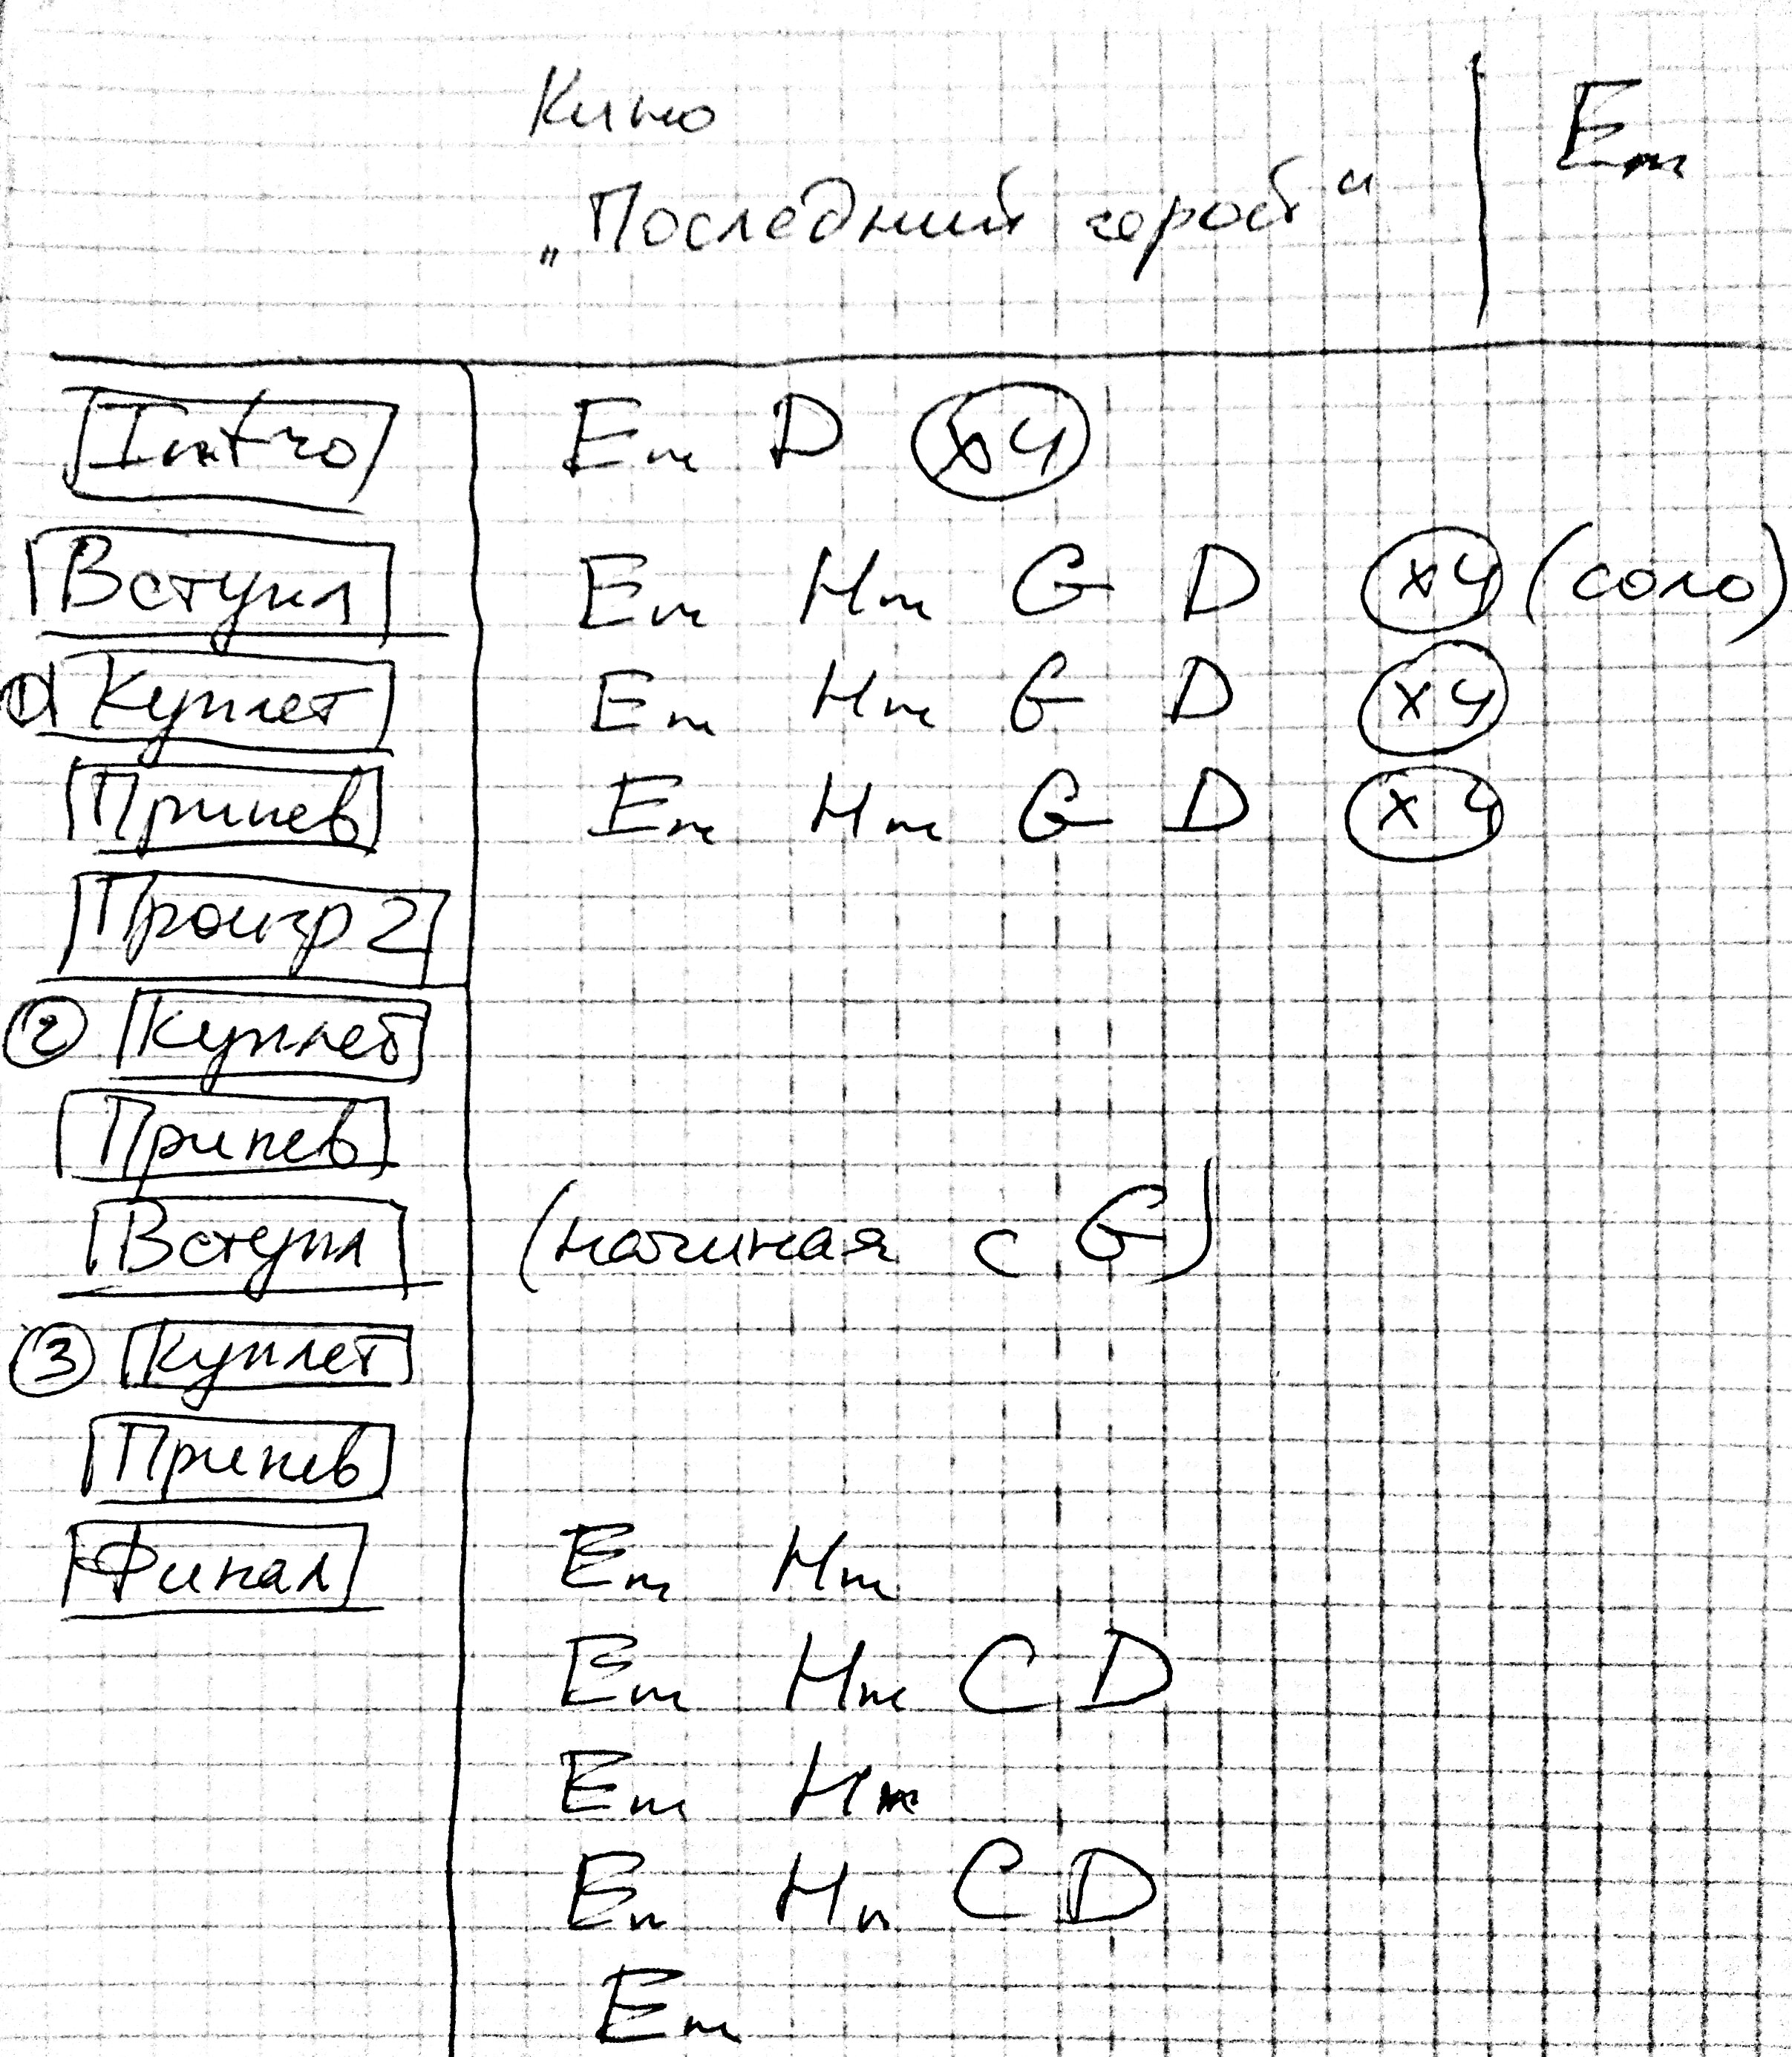 Кино
„Последний герой“ Em
Intro Em D x4
Вступл Em Hm G D x4 (соло)
1 Куплет Em Hm G D x4
Припев Em Hm G D x4
Проигр 2
2 Куплет
Припев
Вступл (начиная с G)
3 Куплет
Припев
Финал Em Hm
Em Hm C D
Em Hm
Em Hm C D
Em